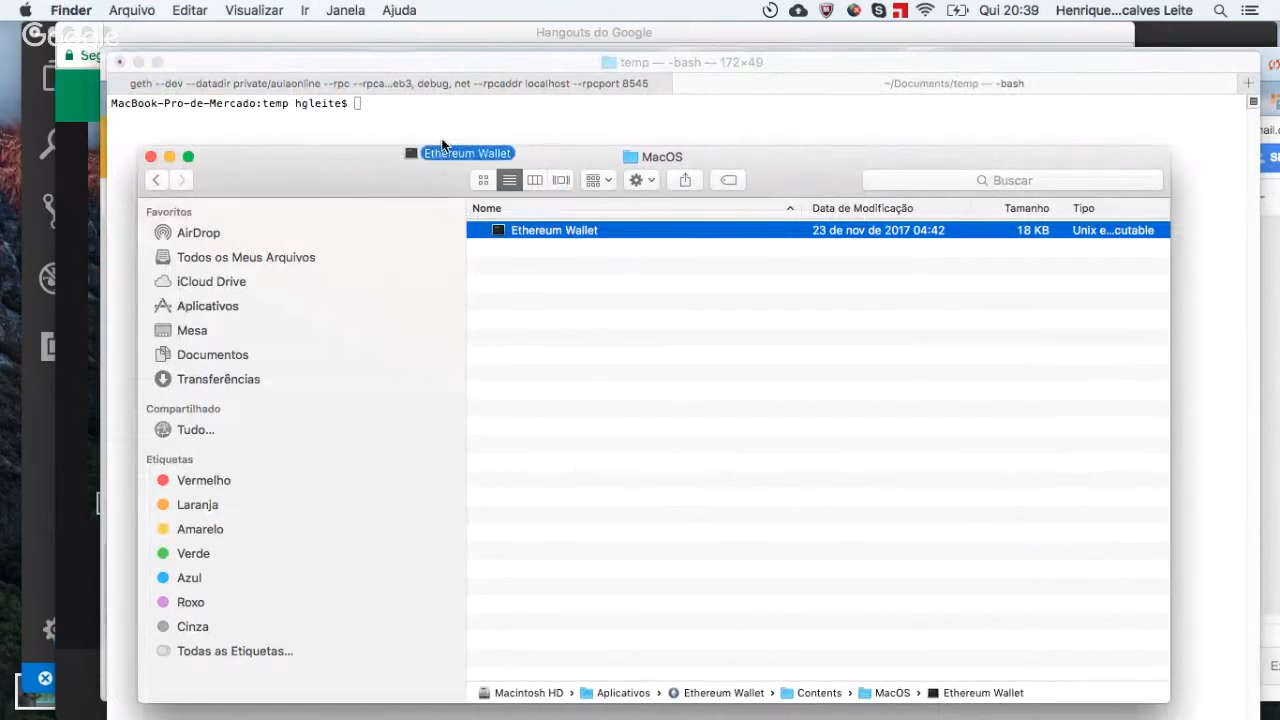 Finder Arquivo Editar Visualizar Ir Janela Ajuda Qui 20:39 Henrique...calves Leite
Google
Hangouts do Google
Seg
temp — -bash — 172×49
geth --dev --datadir private/aulaonline --rpc --rpca...eb3, debug, net --rpcaddr localhost --rpcport 8545
~/Documents/temp — -bash
MacBook-Pro-de-Mercado:temp hgleite$
Ethereum Wallet
MacOS
Buscar
Favoritos
AirDrop
Todos os Meus Arquivos
iCloud Drive
Aplicativos
Mesa
Documentos
Transferências
Compartilhado
Tudo...
Etiquetas
Vermelho
Laranja
Amarelo
Verde
Azul
Roxo
Cinza
Todas as Etiquetas...
Nome Data de Modificação Tamanho Tipo
Ethereum Wallet 23 de nov de 2017 04:42 18 KB Unix e...cutable
Macintosh HD › Aplicativos › Ethereum Wallet › Contents › MacOS › Ethereum Wallet